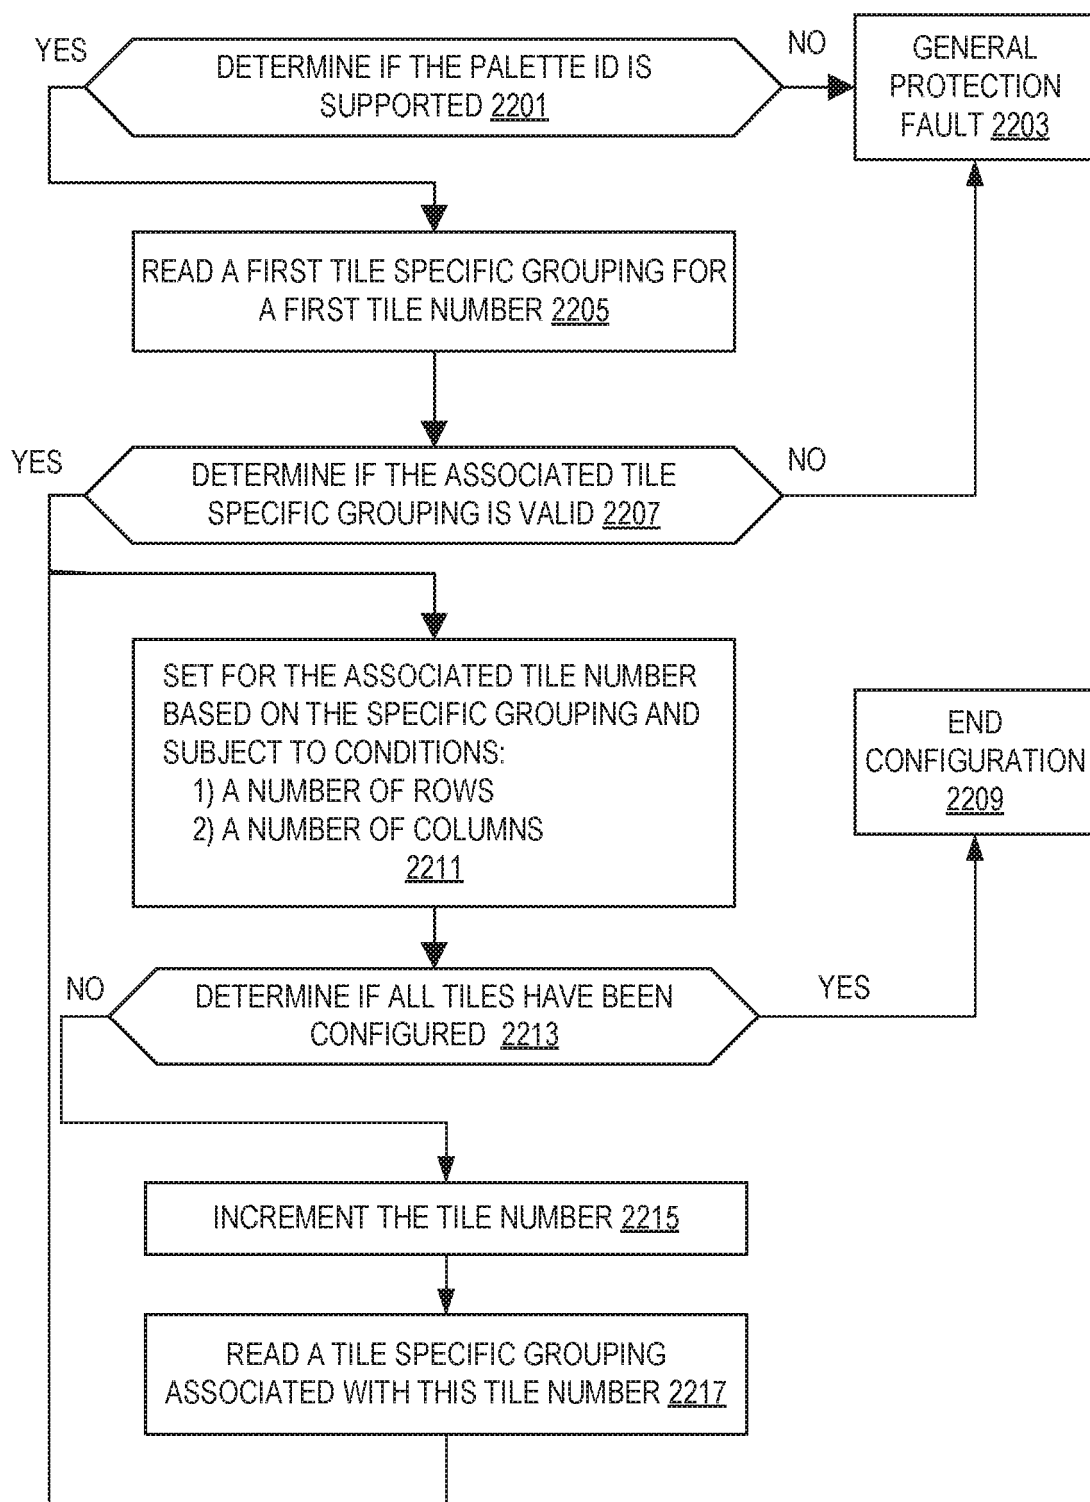 YES
DETERMINE IF THE PALETTE ID IS
SUPPORTED 2201
NO
GENERAL
PROTECTION
FAULT 2203
READ A FIRST TILE SPECIFIC GROUPING FOR
A FIRST TILE NUMBER 2205
YES
DETERMINE IF THE ASSOCIATED TILE
SPECIFIC GROUPING IS VALID 2207
NO
SET FOR THE ASSOCIATED TILE NUMBER
BASED ON THE SPECIFIC GROUPING AND
SUBJECT TO CONDITIONS:
1) A NUMBER OF ROWS
2) A NUMBER OF COLUMNS
2211
END
CONFIGURATION
2209
NO
DETERMINE IF ALL TILES HAVE BEEN
CONFIGURED 2213
YES
INCREMENT THE TILE NUMBER 2215
READ A TILE SPECIFIC GROUPING
ASSOCIATED WITH THIS TILE NUMBER 2217